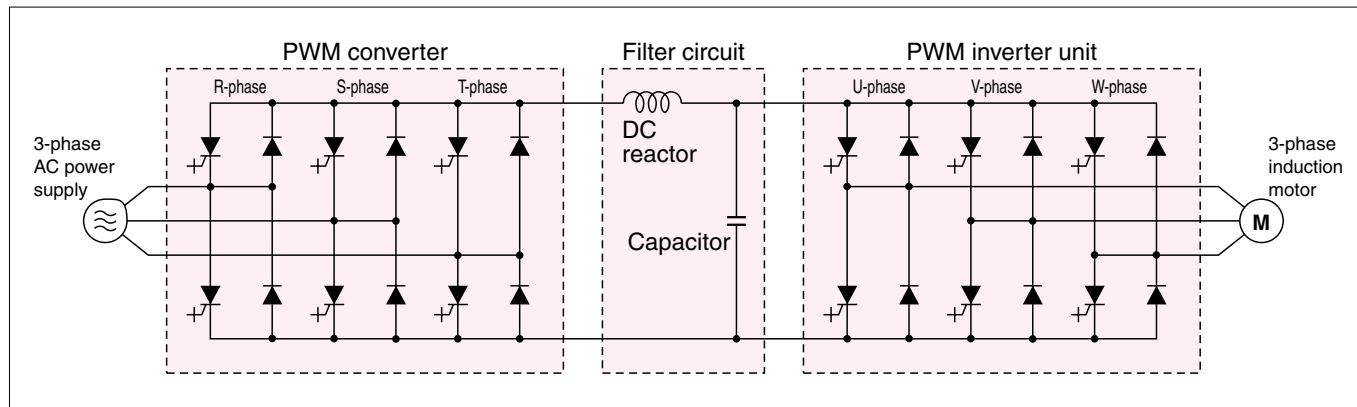 PWM converter
Filter circuit
PWM inverter unit
R-phase
S-phase
T-phase
U-phase
V-phase
W-phase
3-phase
AC power
supply
DC
reactor
Capacitor
3-phase
induction
motor
M